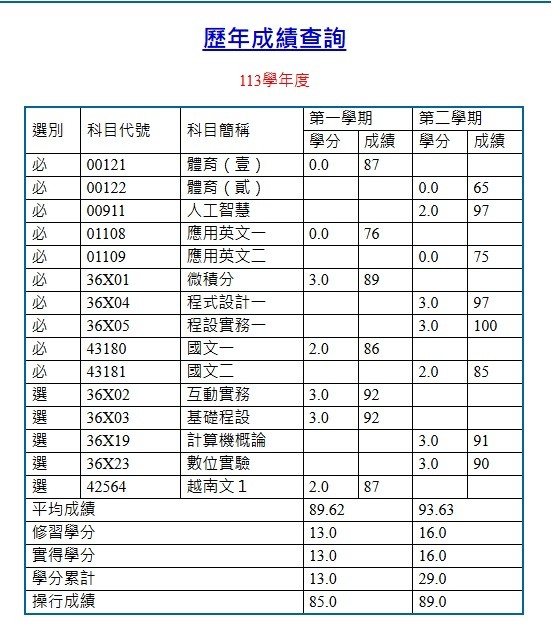 歷年成績查詢
113學年度
選別 科目代號 科目簡稱 第一學期 第二學期
學分 成績 學分 成績
必 00121 體育（壹） 0.0 87
必 00122 體育（貳） 0.0 65
必 00911 人工智慧 2.0 97
必 01108 應用英文一 0.0 76
必 01109 應用英文二 0.0 75
必 36X01 微積分 3.0 89
必 36X04 程式設計一 3.0 97
必 36X05 程設實務一 3.0 100
必 43180 國文一 2.0 86
必 43181 國文二 2.0 85
選 36X02 互動實務 3.0 92
選 36X03 基礎程設 3.0 92
選 36X19 計算機概論 3.0 91
選 36X23 數位實驗 3.0 90
選 42564 越南文１ 2.0 87
平均成績 89.62 93.63
修習學分 13.0 16.0
實得學分 13.0 16.0
學分累計 13.0 29.0
操行成績 85.0 89.0